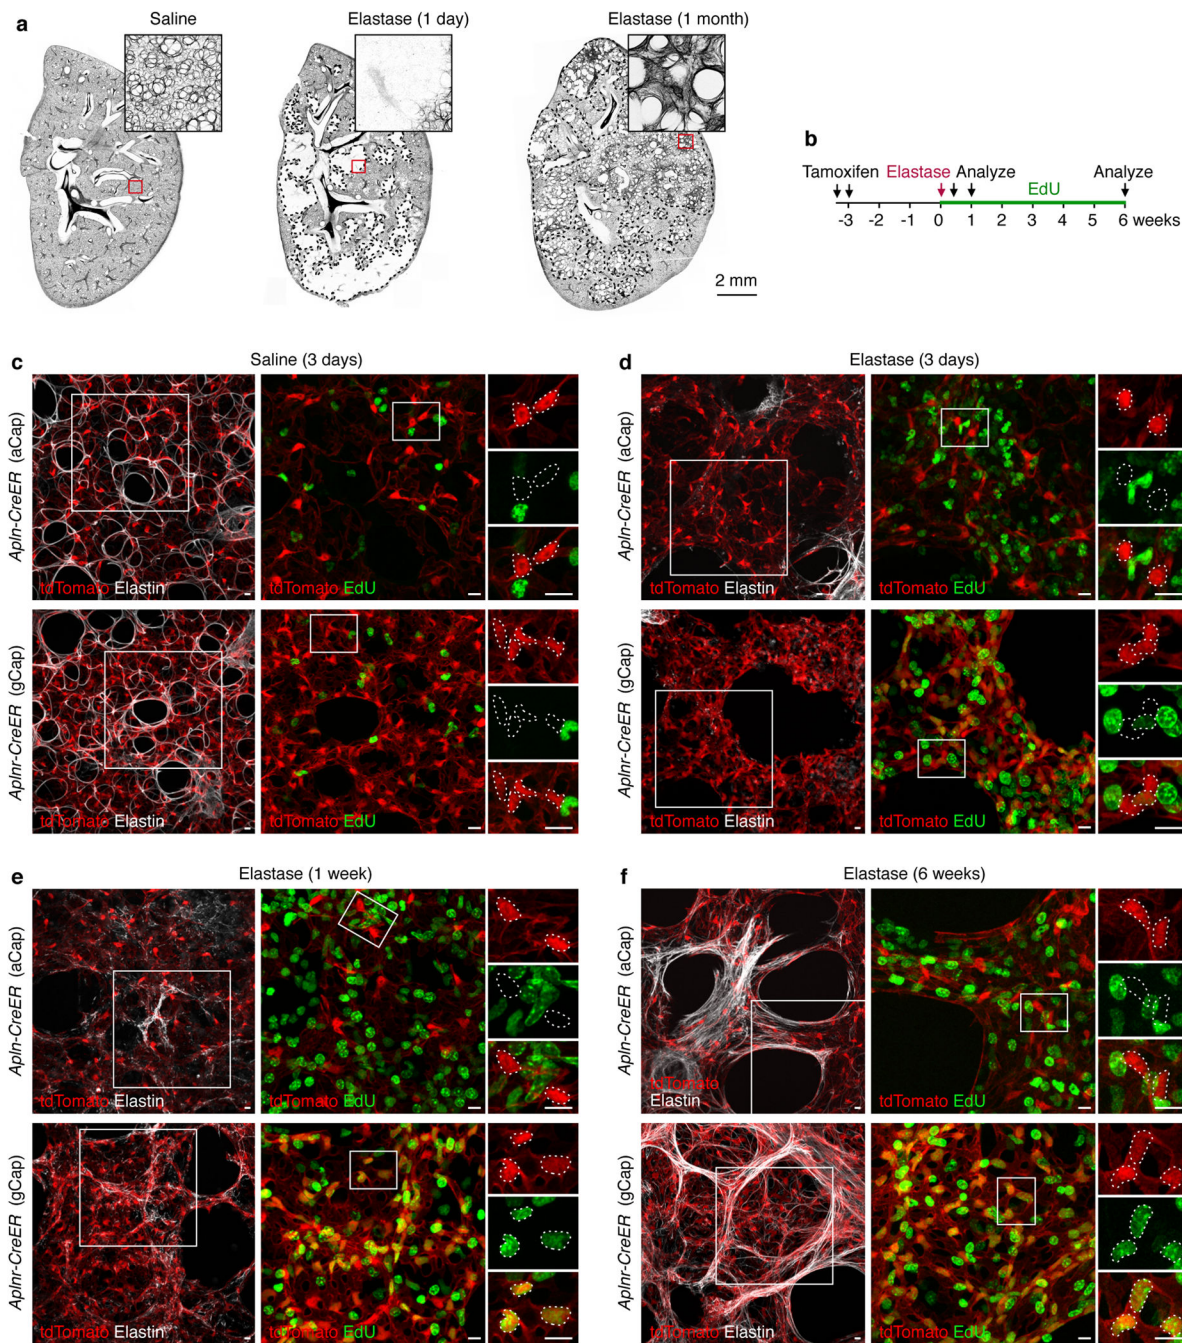 a
Saline
Elastase (1 day)
Elastase (1 month)
2 mm
b
Tamoxifen
Elastase
Analyze
EdU
Analyze
-3 -2 -1 0 1 2 3 4 5 6 weeks
c
Saline (3 days)
Apln-CreER (aCap)
tdTomato Elastin
tdTomato EdU
Aplnr-CreER (gCap)
tdTomato Elastin
tdTomato EdU
d
Elastase (3 days)
Apln-CreER (aCap)
tdTomato Elastin
tdTomato EdU
Aplnr-CreER (gCap)
tdTomato Elastin
tdTomato EdU
e
Elastase (1 week)
Apln-CreER (aCap)
tdTomato Elastin
tdTomato EdU
Aplnr-CreER (gCap)
tdTomato Elastin
tdTomato EdU
f
Elastase (6 weeks)
Apln-CreER (aCap)
tdTomato
Elastin
tdTomato EdU
Aplnr-CreER (gCap)
tdTomato Elastin
tdTomato EdU